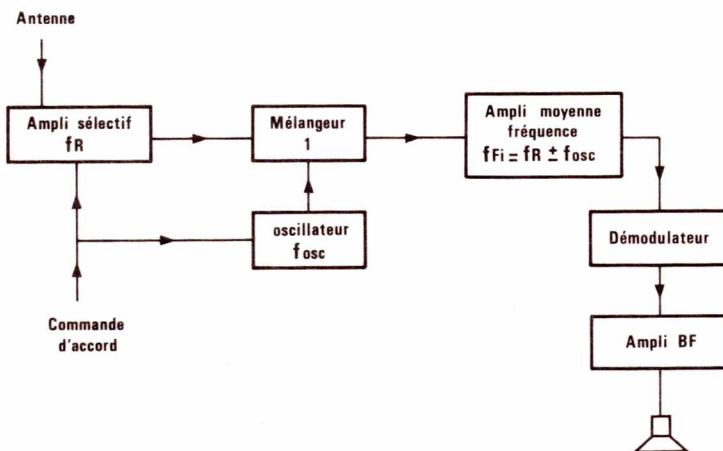 Antenne
Ampli sélectif
fR
Mélangeur
1
Ampli moyenne
fréquence
fFi = fR ± fosc
oscillateur
fosc
Démodulateur
Commande
d'accord
Ampli BF